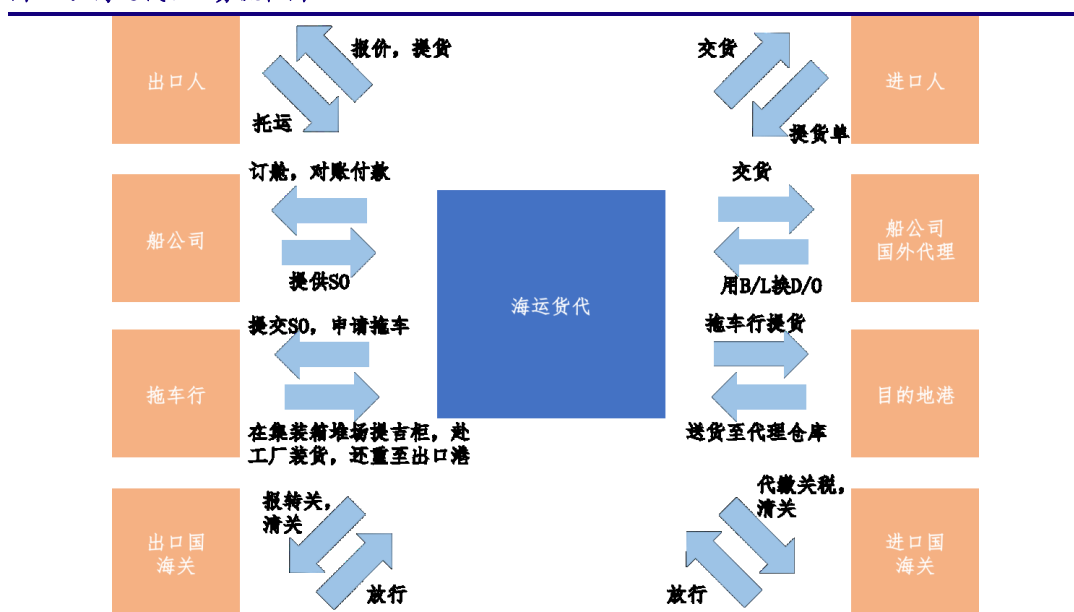 报价，提货
交货
出口人
进口人
托运
提货单
订舱，对账付款
交货
船公司
船公司
国外代理
提供SO
用B/L换D/O
海运货代
提交SO，申请拖车
拖车行提货
拖车行
目的地港
在集装箱堆场提吉柜，赴
工厂装货，还重至出口港
送货至代理仓库
报转关，
清关
代缴关税，
清关
出口国
海关
进口国
海关
放行
放行